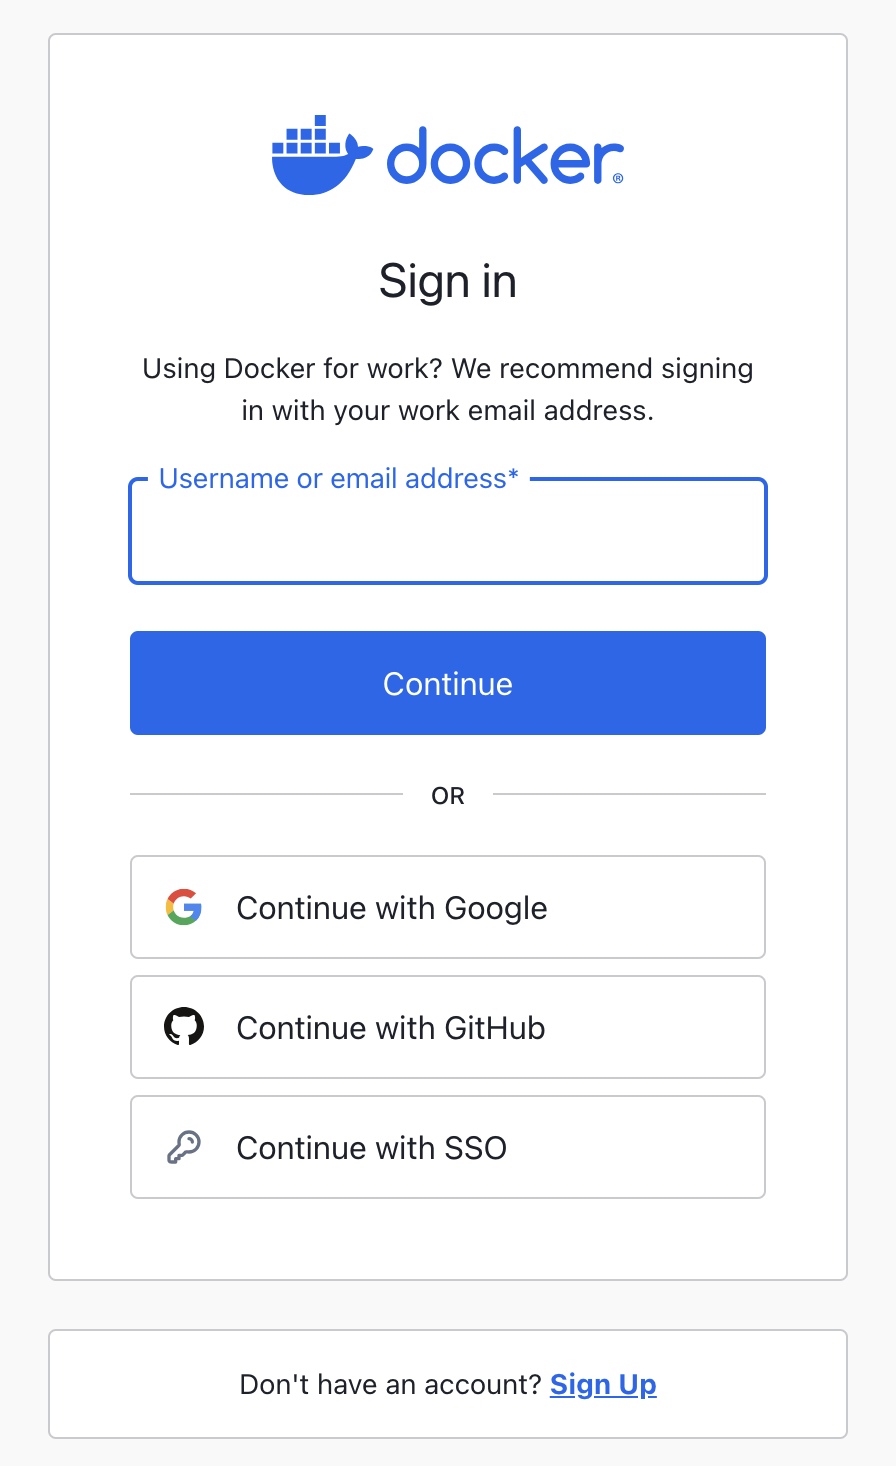 docker®
Sign in
Using Docker for work? We recommend signing
in with your work email address.
Username or email address*
Continue
OR
Continue with Google
Continue with GitHub
Continue with SSO
Don't have an account? Sign Up